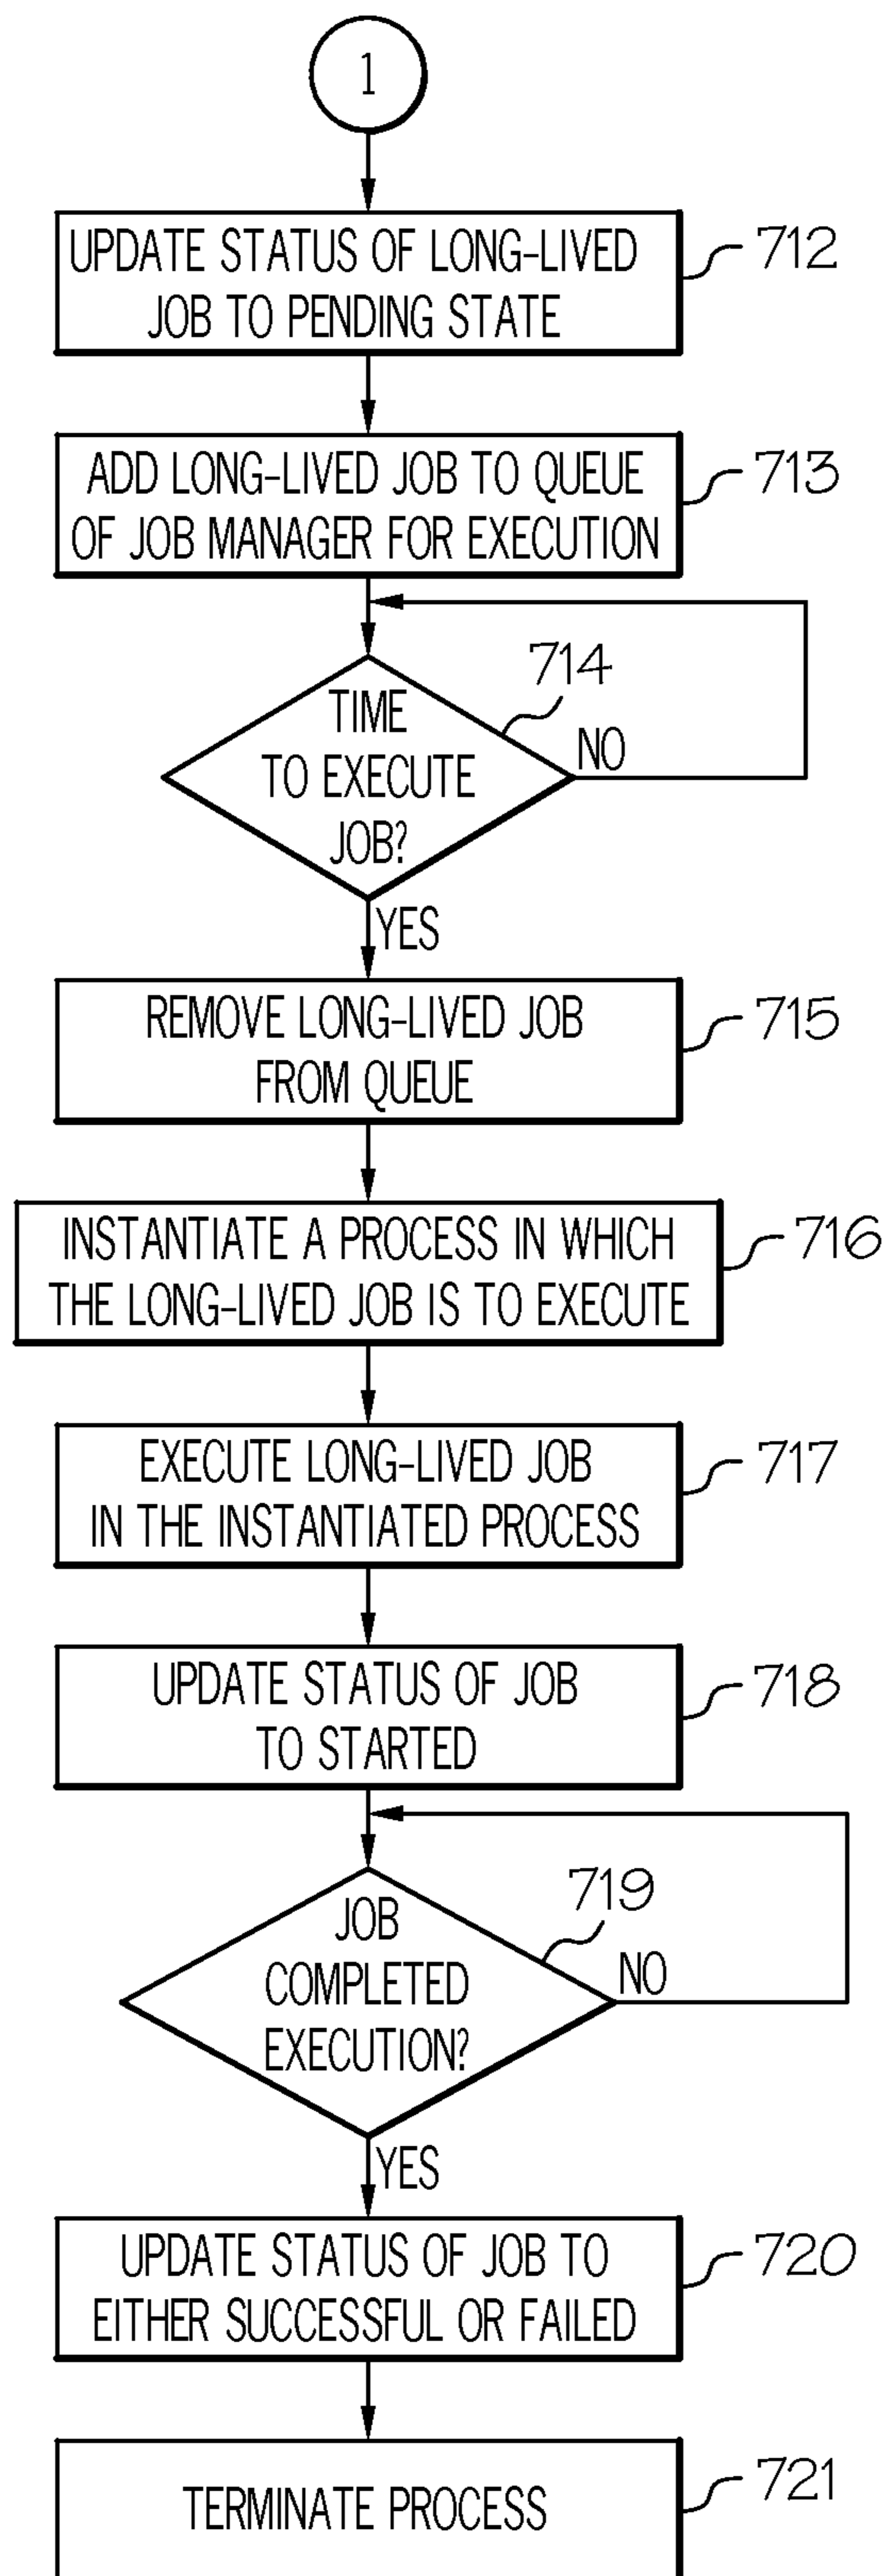 1
UPDATE STATUS OF LONG-LIVED
JOB TO PENDING STATE
712
ADD LONG-LIVED JOB TO QUEUE
OF JOB MANAGER FOR EXECUTION
713
714
TIME
TO EXECUTE
JOB?
NO
YES
REMOVE LONG-LIVED JOB
FROM QUEUE
715
INSTANTIATE A PROCESS IN WHICH
THE LONG-LIVED JOB IS TO EXECUTE
716
EXECUTE LONG-LIVED JOB
IN THE INSTANTIATED PROCESS
717
UPDATE STATUS OF JOB
TO STARTED
718
719
JOB
COMPLETED
EXECUTION?
NO
YES
UPDATE STATUS OF JOB TO
EITHER SUCCESSFUL OR FAILED
720
TERMINATE PROCESS
721